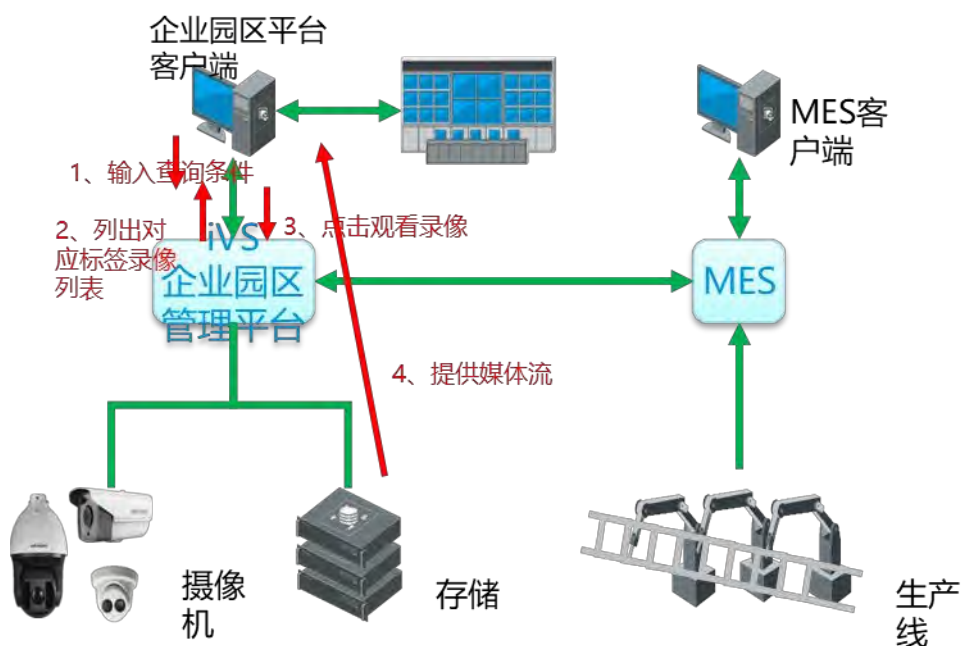 企业园区平台
客户端
MES客
户端
1、输入查询条件
2、列出对
应标签录像
列表
3、点击观看录像
iVS
企业园区
管理平台
MES
4、提供媒体流
摄像
机
存储
生产
线